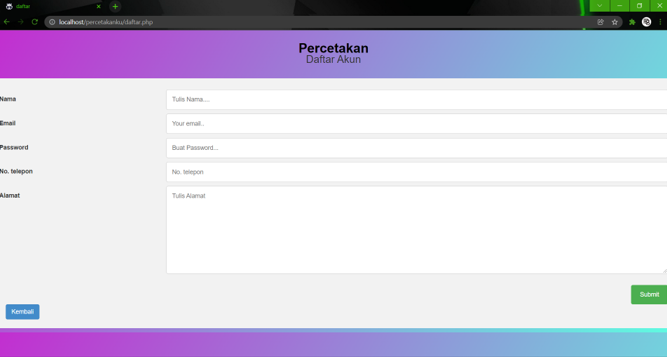 daftar
localhost/percetakanku/daftar.php
Percetakan
Daftar Akun
Nama
Tulis Nama....
Email
Your email..
Password
Buat Password...
No. telepon
No. telepon
Alamat
Tulis Alamat
Submit
Kembali